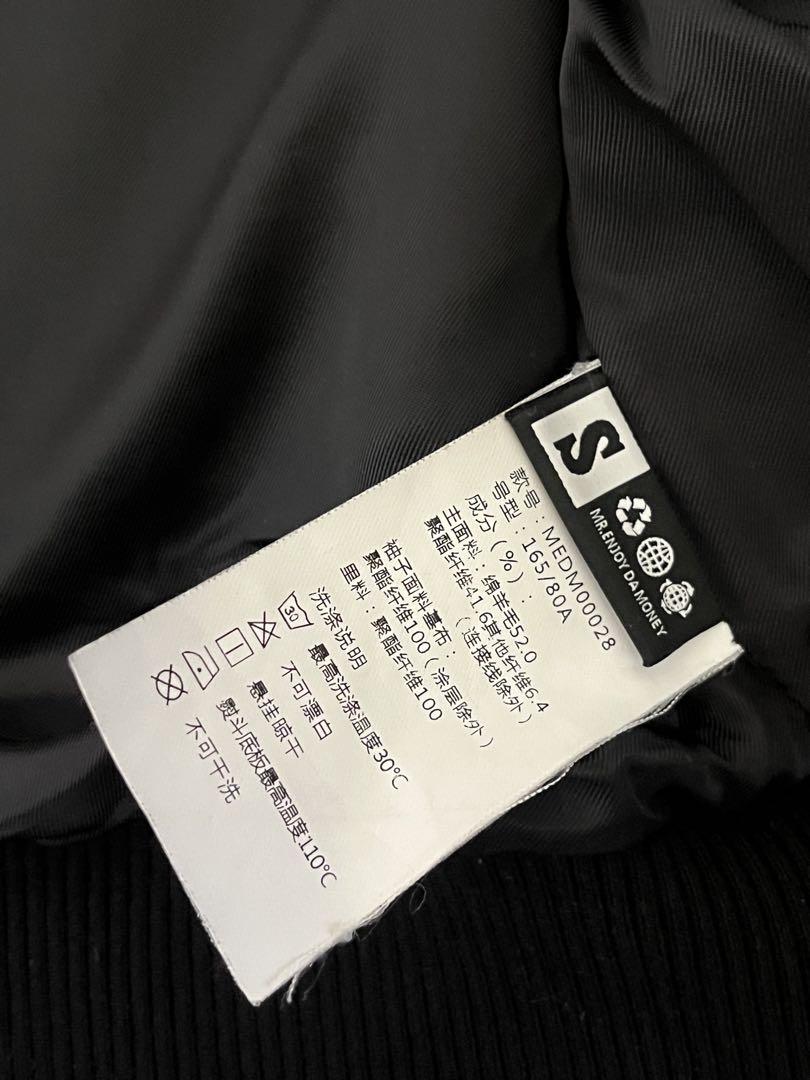 S
MR.ENJOY DA MONEY
款号：MEDM00028
号型：165/80A
成分（%）：
主面料：绵羊毛52.0
聚酯纤维41.6其他纤维6.4
（连接线除外）
袖子面料基布：
聚酯纤维100（涂层除外）
里料：聚酯纤维100
洗涤说明
30 最高洗涤温度30℃
不可漂白
悬挂晾干
熨斗底板最高温度110℃
不可干洗